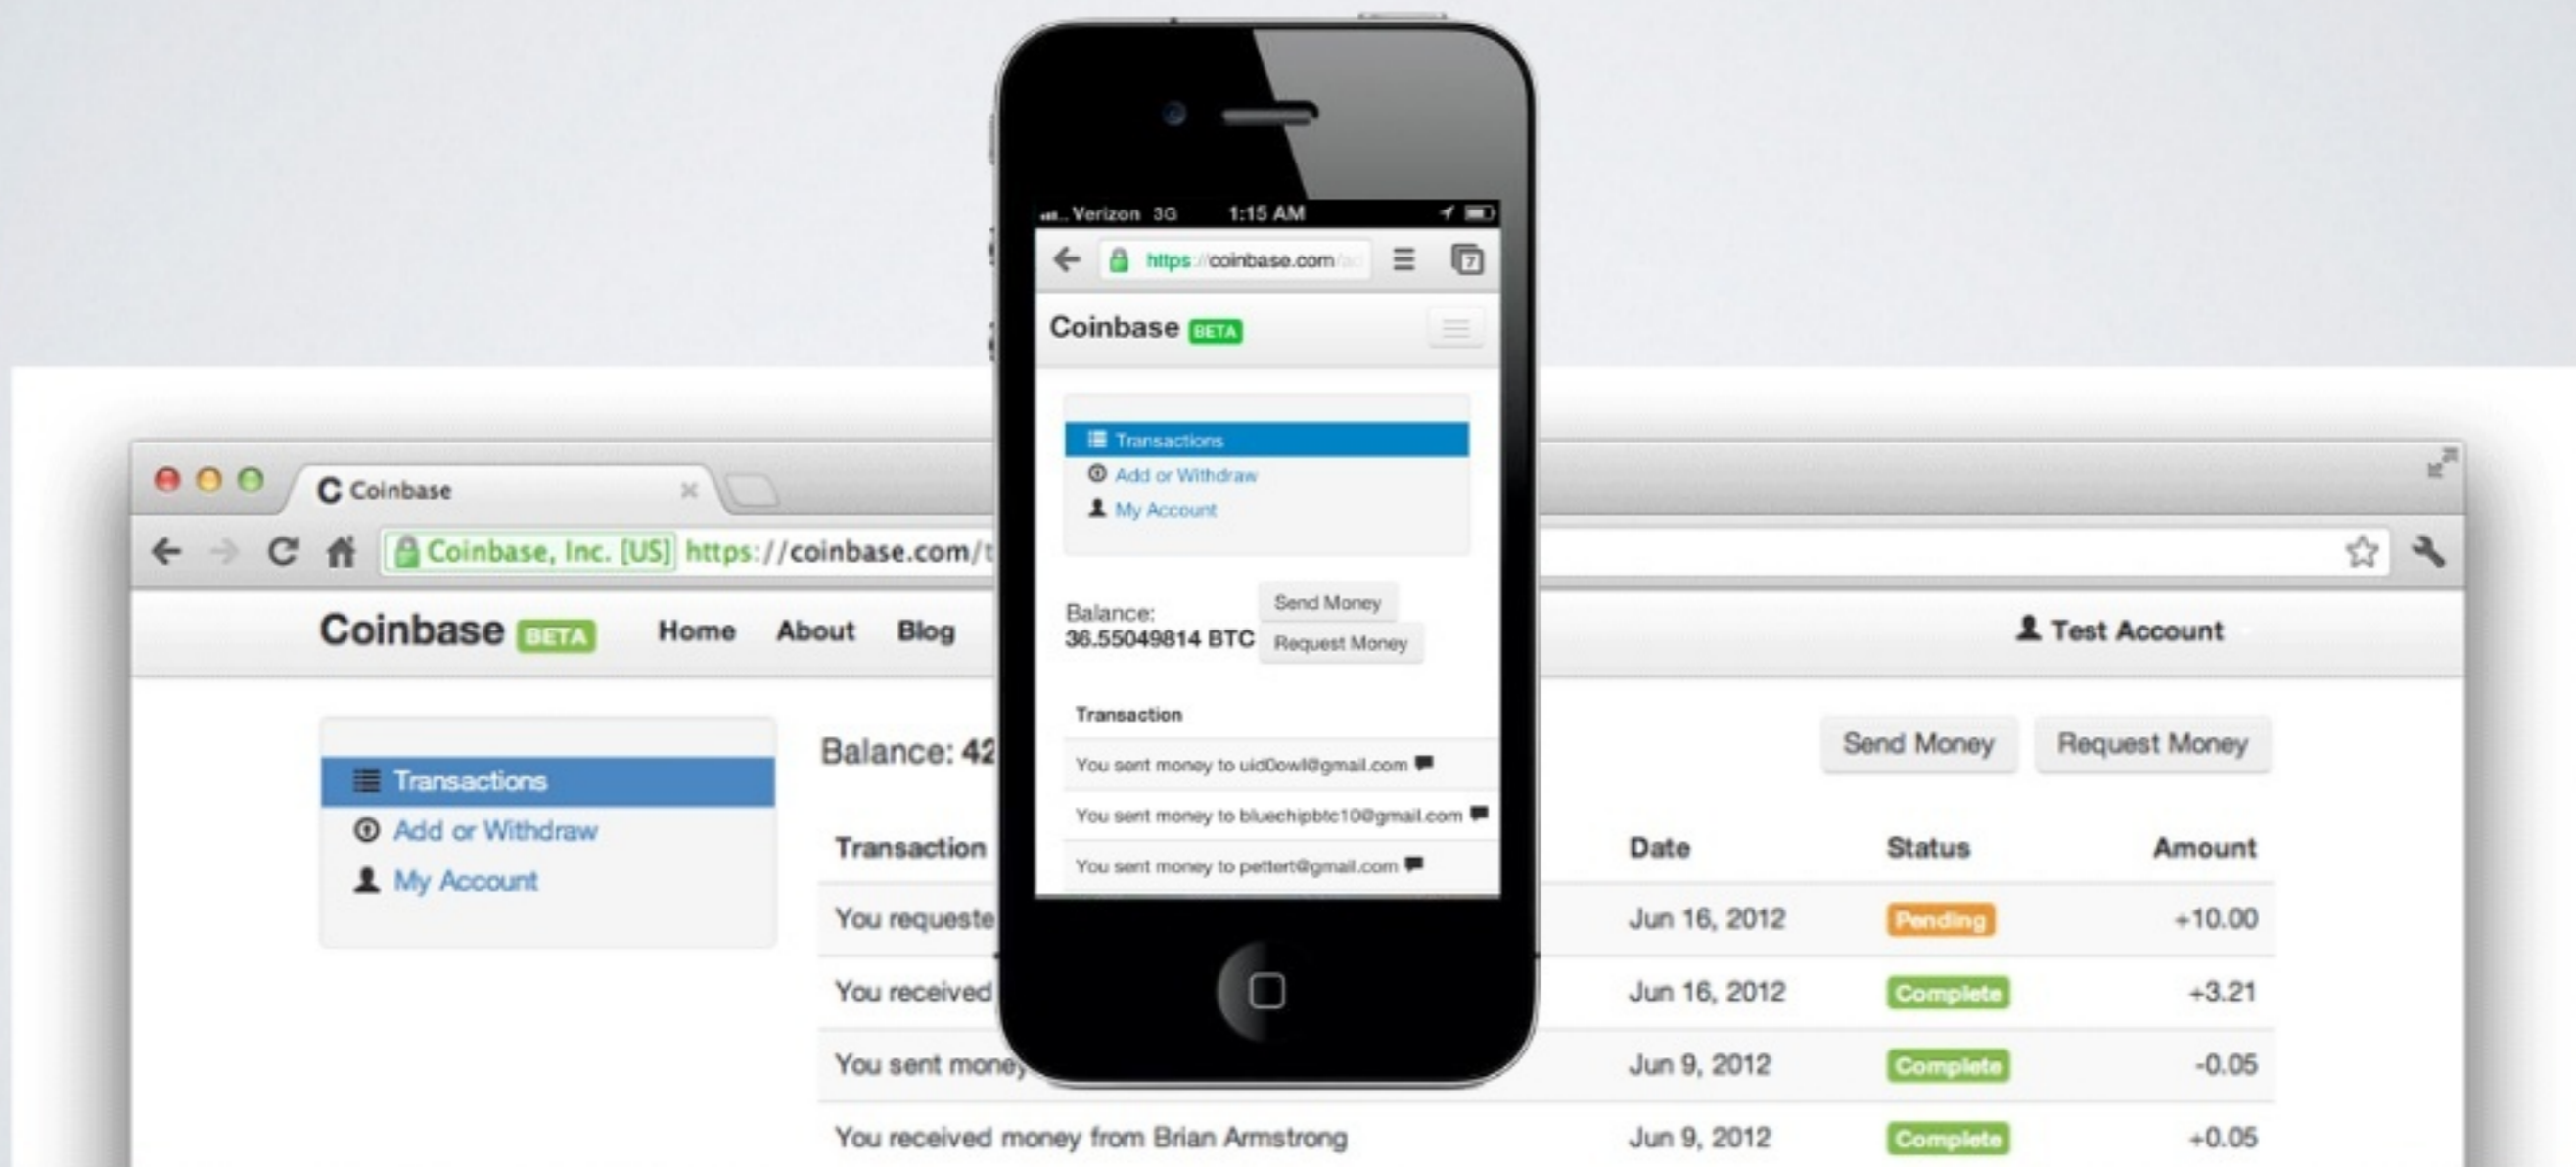 Verizon 3G 1:15 AM
https://coinbase.com/ad
7
Coinbase BETA
Transactions
Add or Withdraw
My Account
Balance:
36.55049814 BTC
Send Money
Request Money
Transaction
You sent money to uid0owl@gmail.com
You sent money to bluechipbtc10@gmail.com
You sent money to pettert@gmail.com
C Coinbase
Coinbase, Inc. [US] https://coinbase.com/t
Coinbase BETA Home About Blog Test Account
Transactions
Add or Withdraw
My Account
Balance: 42 Send Money Request Money
Transaction Date Status Amount
You requeste Jun 16, 2012 Pending +10.00
You received Jun 16, 2012 Complete +3.21
You sent money Jun 9, 2012 Complete -0.05
You received money from Brian Armstrong Jun 9, 2012 Complete +0.05